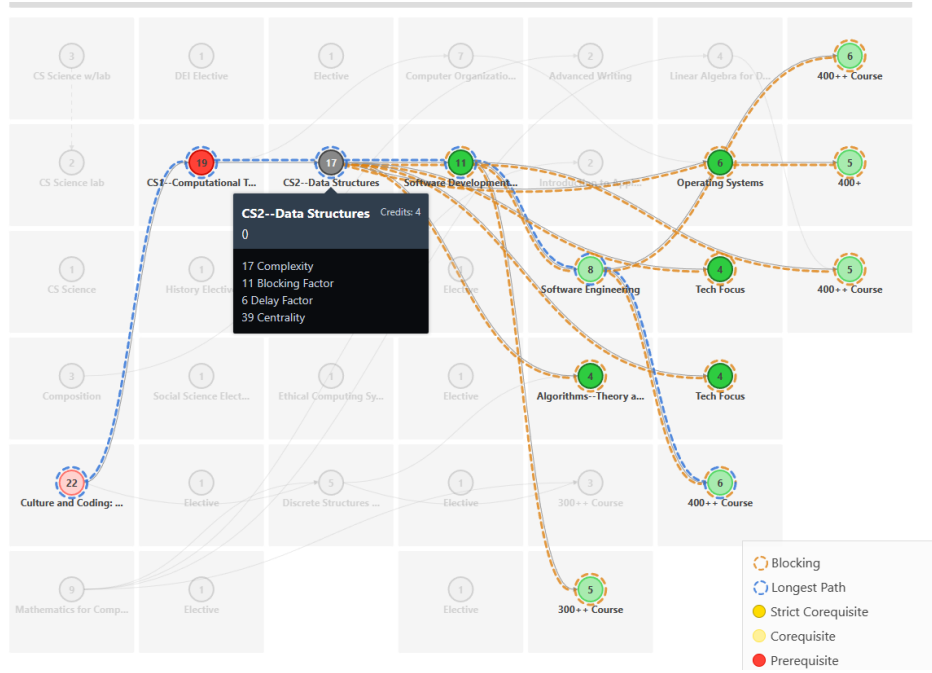 3
1
1
7
2
4
6
CS Science w/lab
DEI Elective
Elective
Computer Organizatio...
Advanced Writing
Linear Algebra for D...
400++ Course
2
19
17
11
2
6
5
CS Science lab
CS1--Computational T...
CS2--Data Structures
Software Development...
Operating Systems
400+
CS2--Data Structures
Credits: 4
0
17 Complexity
11 Blocking Factor
6 Delay Factor
39 Centrality
1
1
1
8
4
5
CS Science
History Elective
Elective
Software Engineering
Tech Focus
400++ Course
3
1
1
1
4
4
Composition
Social Science Elect...
Ethical Computing Sy...
Elective
Algorithms--Theory a...
Tech Focus
22
1
5
1
3
6
Culture and Coding: ...
Elective
Discrete Structures ...
Elective
300++ Course
400++ Course
9
1
1
5
Mathematics for Comp...
Elective
Elective
300++ Course
Blocking
Longest Path
Strict Corequisite
Corequisite
Prerequisite